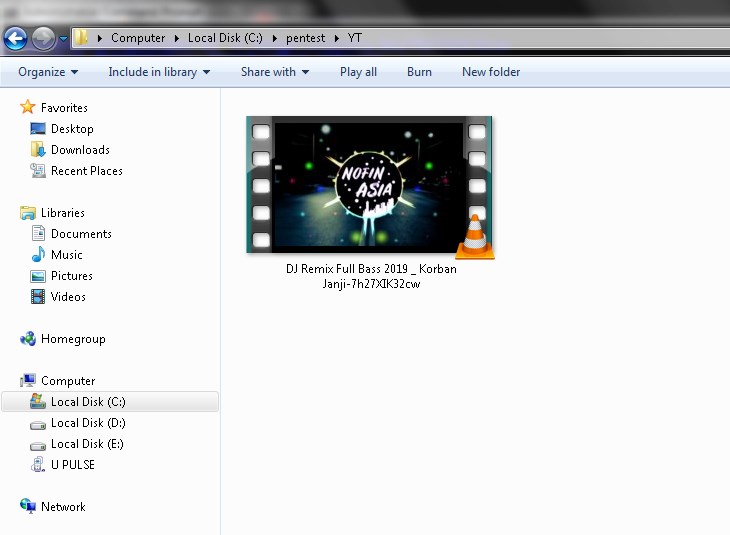 Computer
Local Disk (C:)
pentest
YT
Organize
Include in library
Share with
Play all
Burn
New folder
Favorites
Desktop
Downloads
Recent Places
Libraries
Documents
Music
Pictures
Videos
Homegroup
Computer
Local Disk (C:)
Local Disk (D:)
Local Disk (E:)
U PULSE
Network
NOFIN
ASIA
DJ Remix Full Bass 2019 _ Korban
Janji-7h27XIK32cw